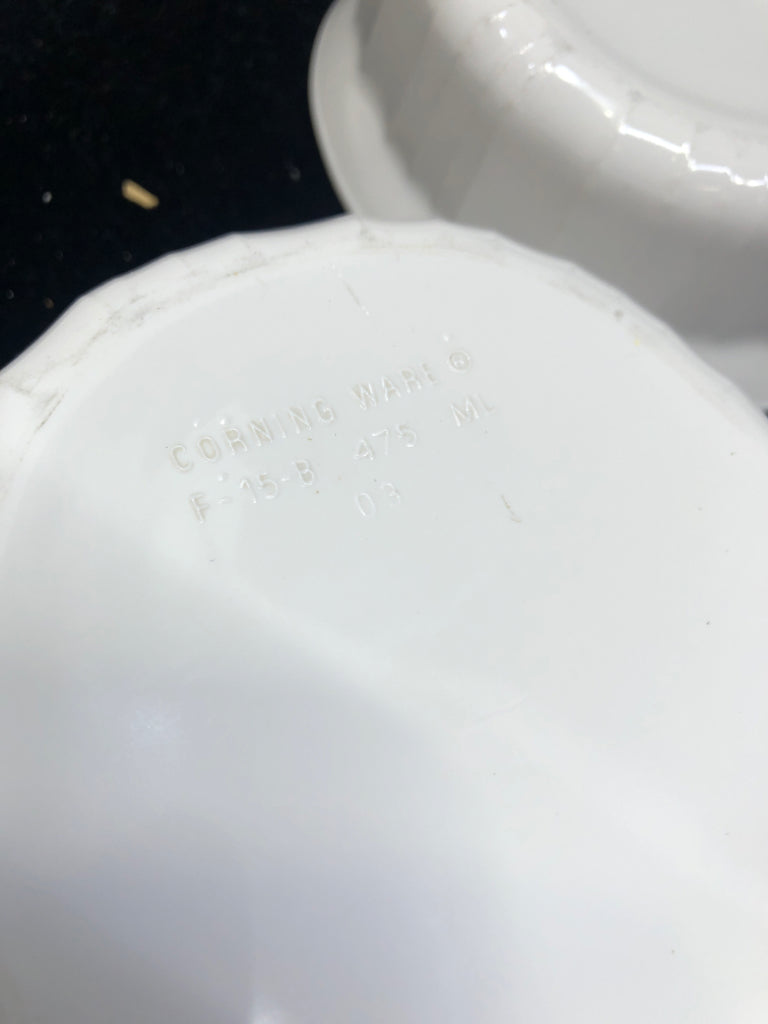 CORNING WARE ®
F-15-B 475 ML
03